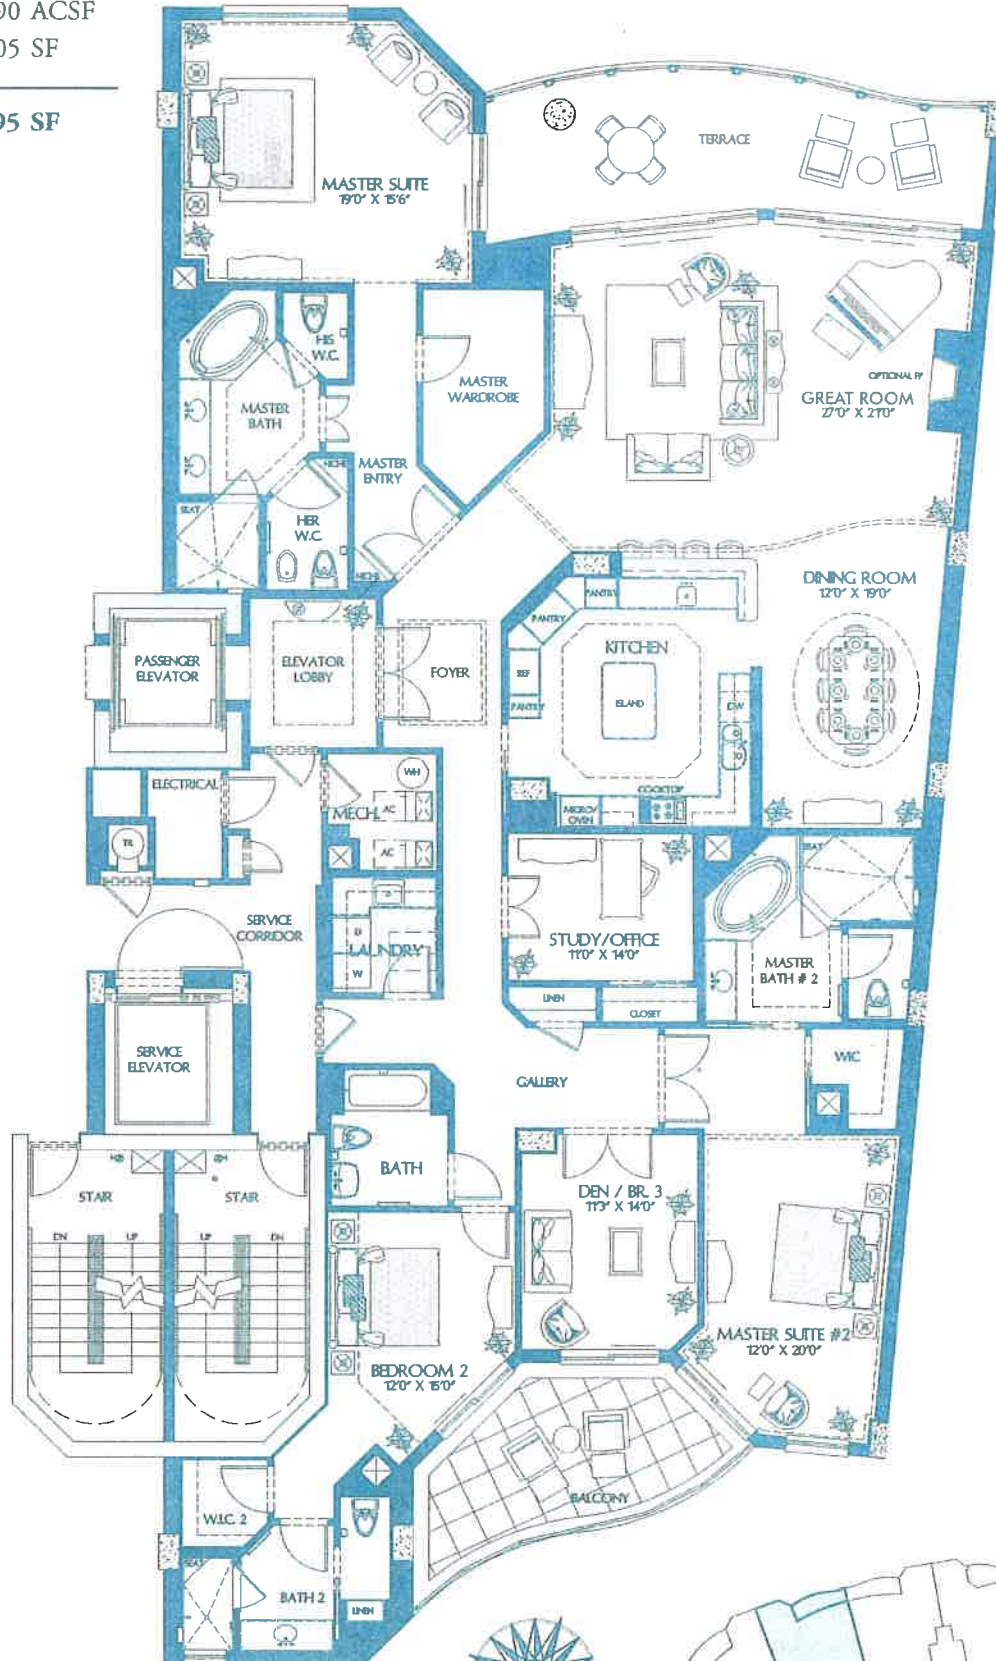 90 ACSF
05 SF
95 SF
TERRACE
MASTER SUITE
19'0" X 15'6"
HIS
W.C.
MASTER
WARDROBE
OPTIONAL FP
GREAT ROOM
27'0" X 21'0"
MASTER
BATH
NICHE
MASTER
ENTRY
SEAT
HER
W.C.
NICHE
DINING ROOM
12'0" X 19'0"
PANTRY
PANTRY
KITCHEN
PASSENGER
ELEVATOR
ELEVATOR
LOBBY
FOYER
REF
ISLAND
PANTRY
DW
ELECTRICAL
WH
MECH.
AC
COOKTOP
MICROV
OVEN
TR
AC
SEAT
SERVICE
CORRIDOR
D
LAUNDRY
W
STUDY/OFFICE
11'0" X 14'0"
MASTER
BATH # 2
LINEN
CLOSET
SERVICE
ELEVATOR
GALLERY
WIC
BATH
STAIR
STAIR
DEN / BR. 3
11'3" X 14'0"
DN
UP
UP
DN
MASTER SUITE #2
12'0" X 20'0"
BEDROOM 2
12'0" X 15'0"
BALCONY
W.I.C. 2
SEAT
BATH 2
LINEN